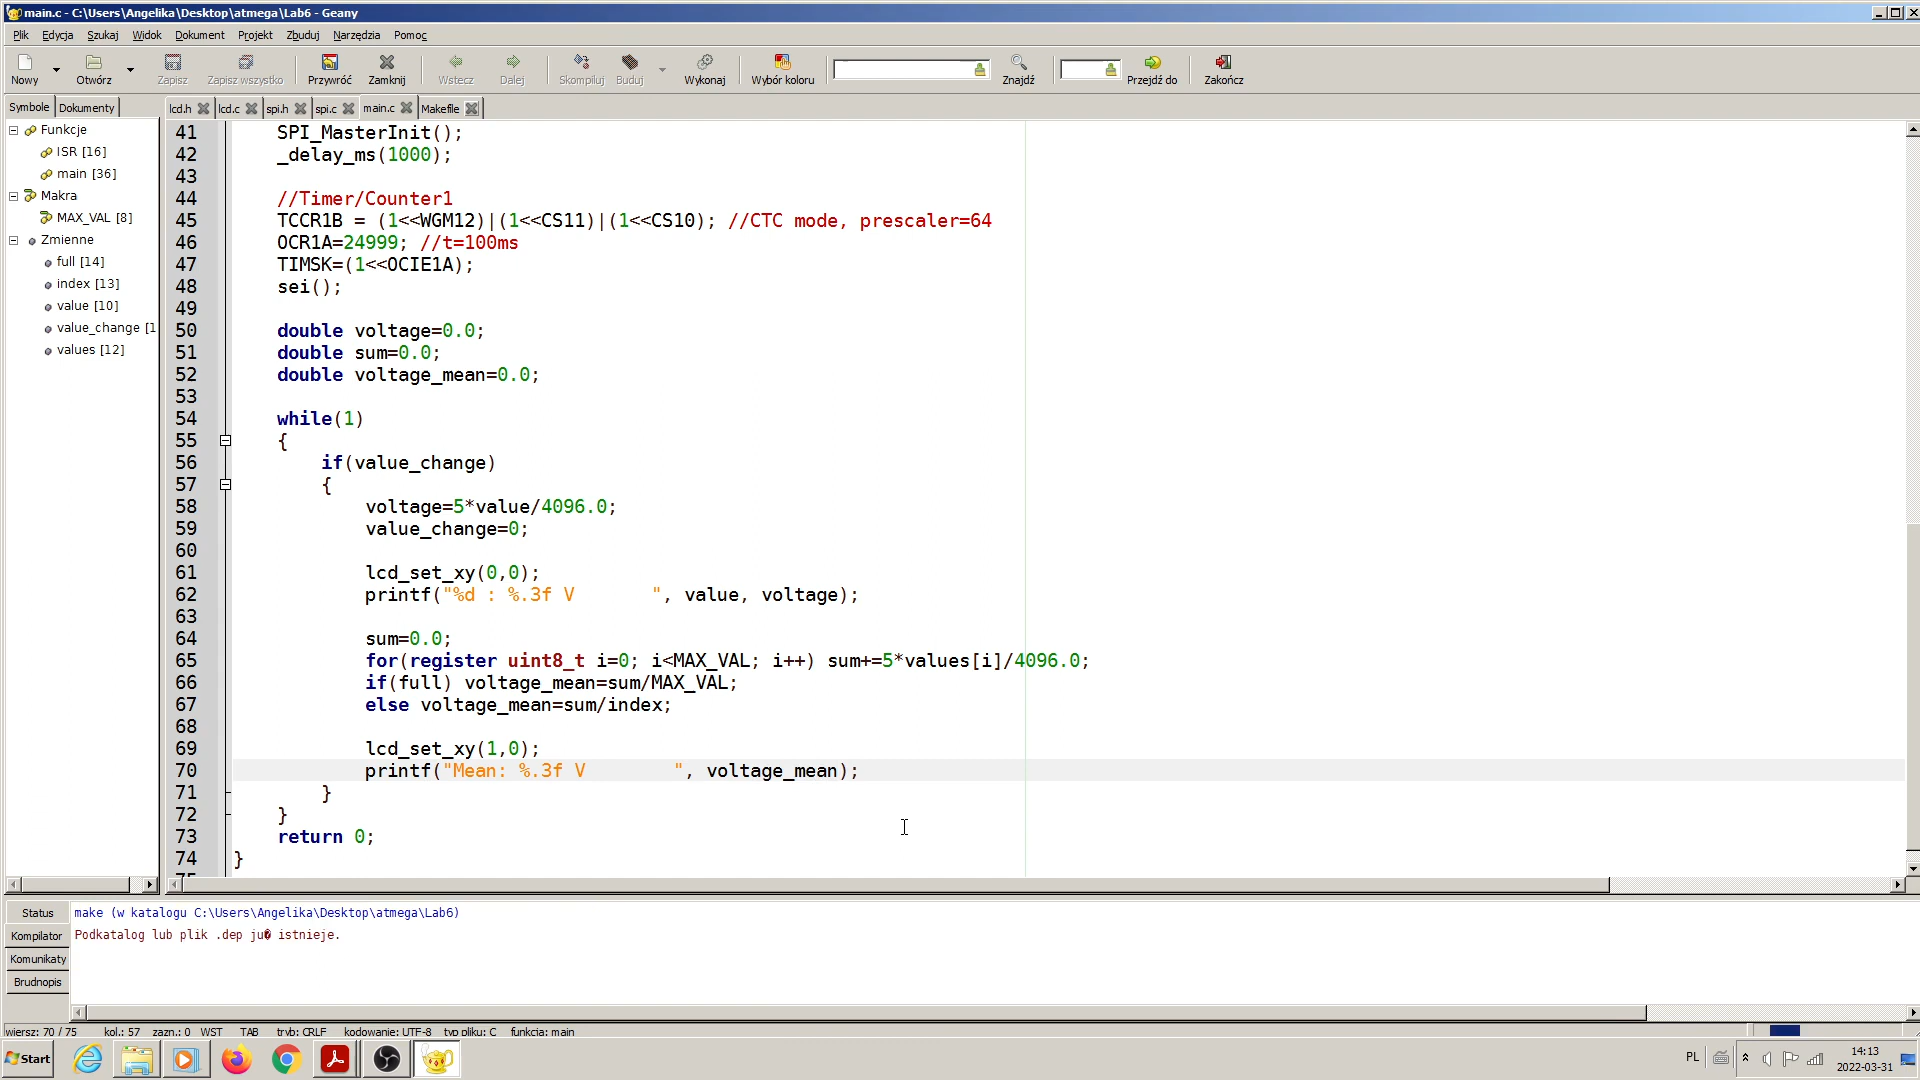 main.c - C:\Users\Angelika\Desktop\atmega\Lab6 - Geany
Plik Edycja Szukaj Widok Dokument Projekt Zbuduj Narzędzia Pomoc
Nowy Otwórz Zapisz Zapisz wszystko Przywróć Zamknij Wstecz Dalej Skompiluj Buduj Wykonaj Wybór koloru Znajdź Przejdź do Zakończ
Symbole Dokumenty
lcd.h lcd.c spi.h spi.c main.c Makefile
Funkcje
ISR [16]
main [36]
Makra
MAX_VAL [8]
Zmienne
full [14]
index [13]
value [10]
value_change [1
values [12]
41 SPI_MasterInit();
42 _delay_ms(1000);
43
44 //Timer/Counter1
45 TCCR1B = (1<<WGM12)|(1<<CS11)|(1<<CS10); //CTC mode, prescaler=64
46 OCR1A=24999; //t=100ms
47 TIMSK=(1<<OCIE1A);
48 sei();
49
50 double voltage=0.0;
51 double sum=0.0;
52 double voltage_mean=0.0;
53
54 while(1)
55 {
56 if(value_change)
57 {
58 voltage=5*value/4096.0;
59 value_change=0;
60
61 lcd_set_xy(0,0);
62 printf("%d : %.3f V       ", value, voltage);
63
64 sum=0.0;
65 for(register uint8_t i=0; i<MAX_VAL; i++) sum+=5*values[i]/4096.0;
66 if(full) voltage_mean=sum/MAX_VAL;
67 else voltage_mean=sum/index;
68
69 lcd_set_xy(1,0);
70 printf("Mean: %.3f V        ", voltage_mean);
71 }
72 }
73 return 0;
74 }
75
Status
Kompilator
Komunikaty
Brudnopis
make (w katalogu C:\Users\Angelika\Desktop\atmega\Lab6)
Podkatalog lub plik .dep ju� istnieje.
wiersz: 70 / 75 kol.: 57 zazn.: 0 WST TAB tryb: CRLF kodowanie: UTF-8 typ pliku: C funkcja: main
Start
PL
14:13
2022-03-31